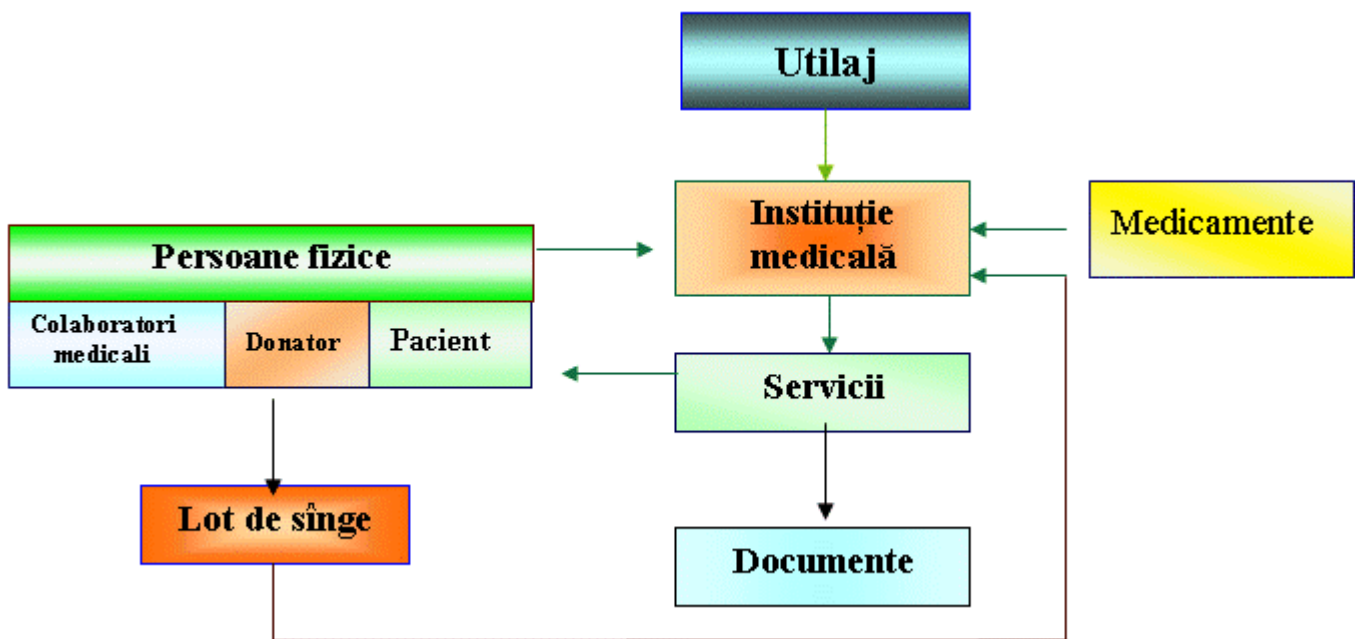 Utilaj
Instituție
medicală
Medicamente
Persoane fizice
Colaboratori
medicali
Donator
Pacient
Servicii
Lot de sînge
Documente